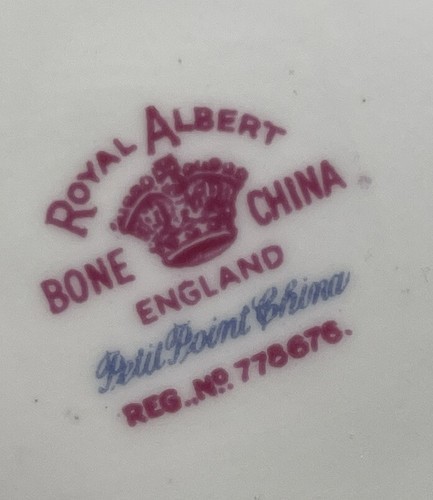 ROYAL ALBERT
BONE CHINA
ENGLAND
Petit Point China
REG. No. 778676.